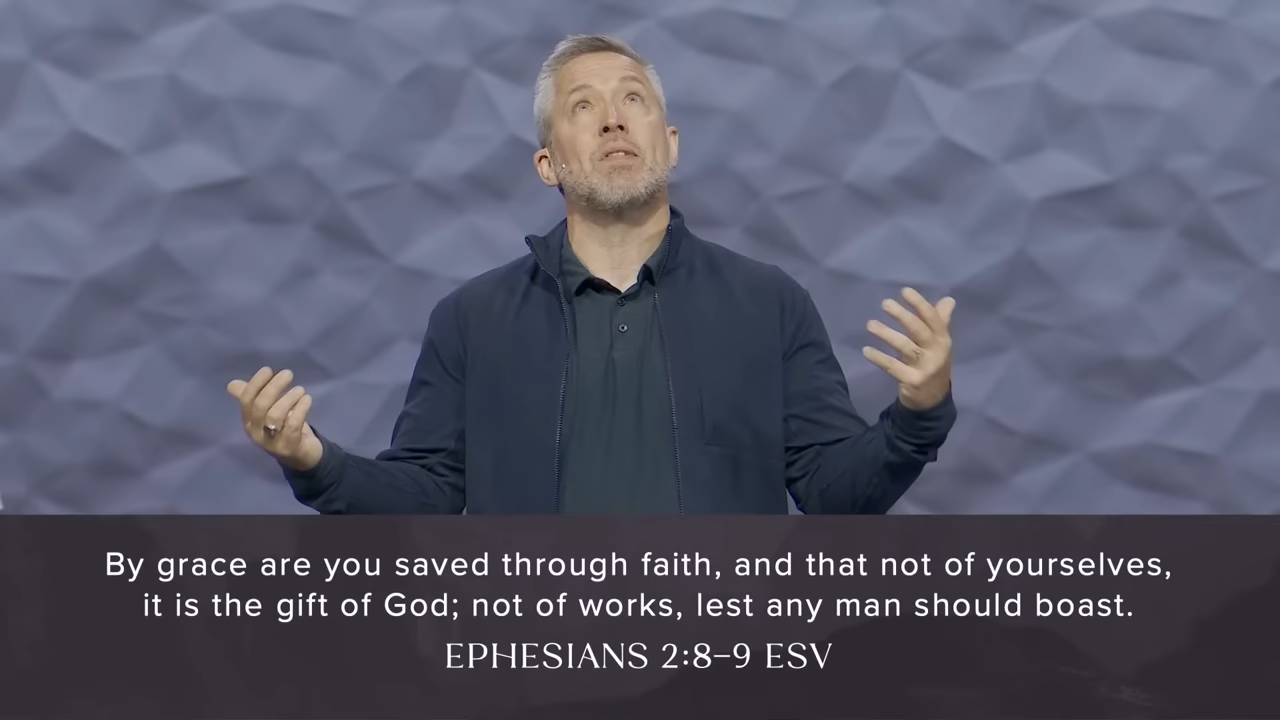 By grace are you saved through faith, and that not of yourselves,
it is the gift of God; not of works, lest any man should boast.
EPHESIANS 2:8–9 ESV